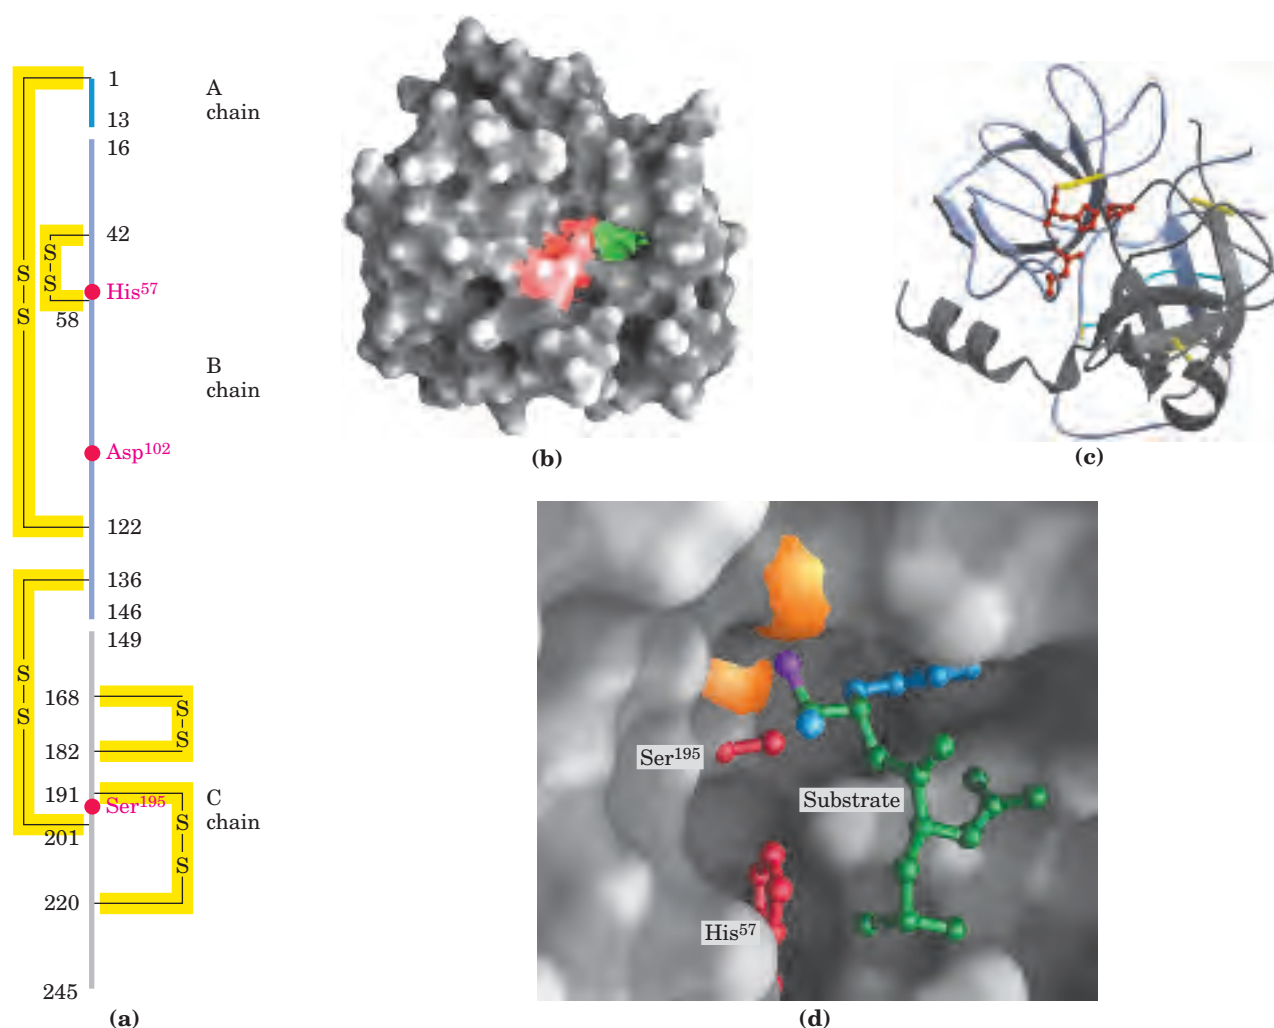 1
A
chain
13
16
42
S
S
S
S
His57
58
B
chain
Asp102
122
136
146
149
S
S
168
S
S
182
191
Ser195
C
chain
201
S
S
220
245
(a)
(b)
(c)
Ser195
Substrate
His57
(d)